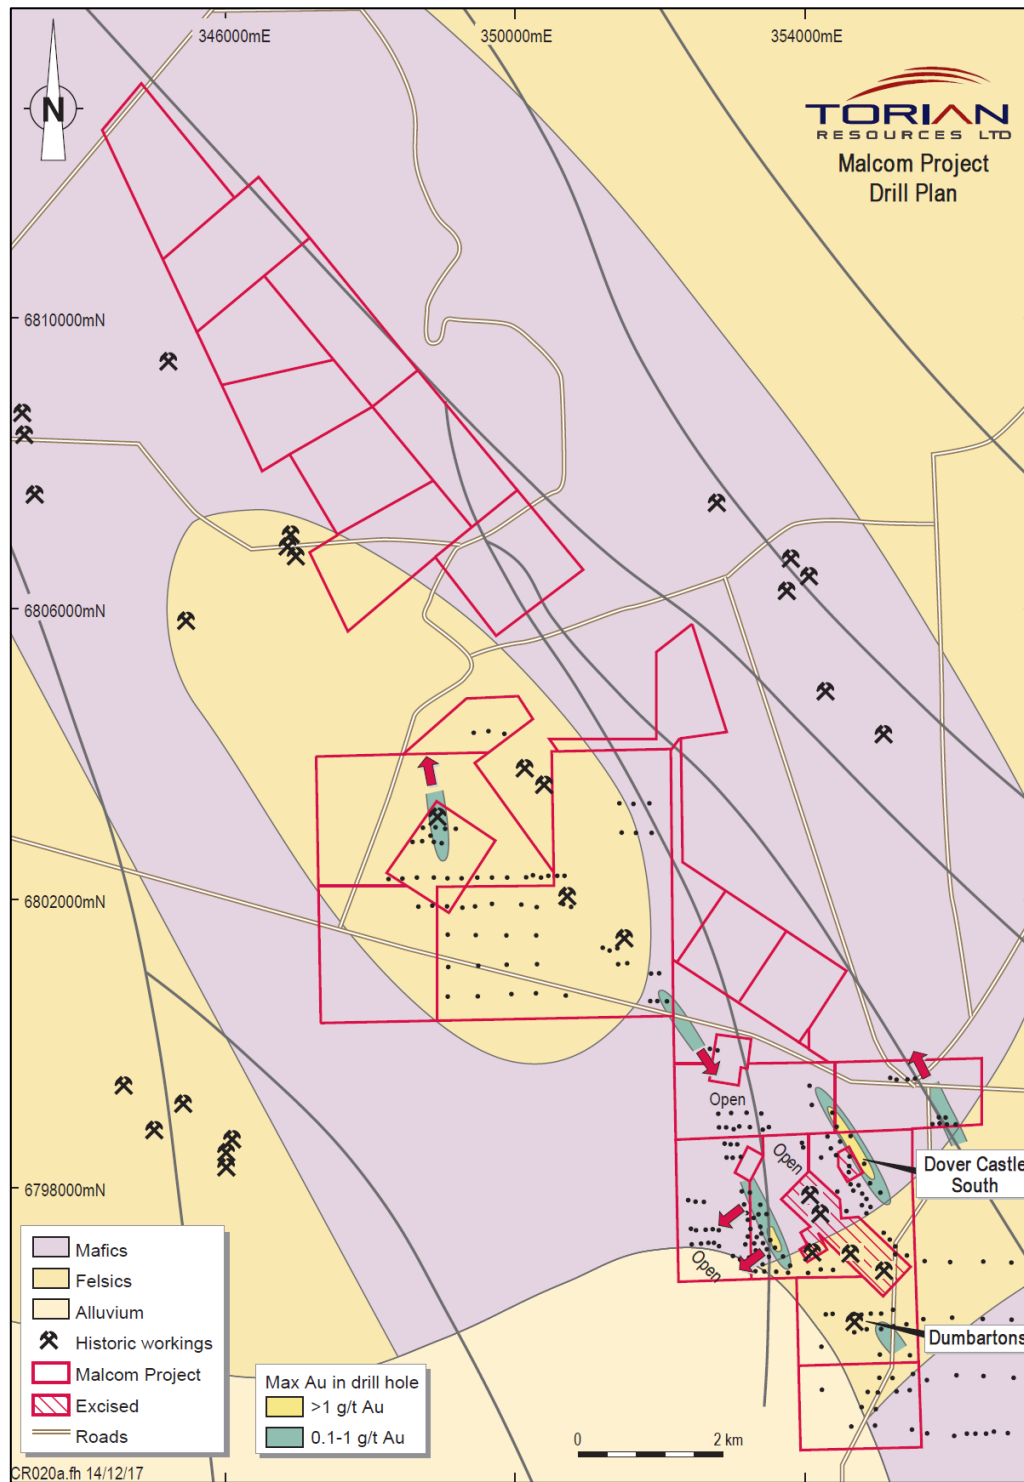 346000mE
350000mE
354000mE
N
TORIAN
RESOURCES LTD
Malcom Project
Drill Plan
6810000mN
6806000mN
6802000mN
6798000mN
Open
Open
Open
Dover Castle
South
Dumbartons
Mafics
Felsics
Alluvium
Historic workings
Malcom Project
Excised
Roads
Max Au in drill hole
>1 g/t Au
0.1-1 g/t Au
0
2 km
CR020a.fh 14/12/17